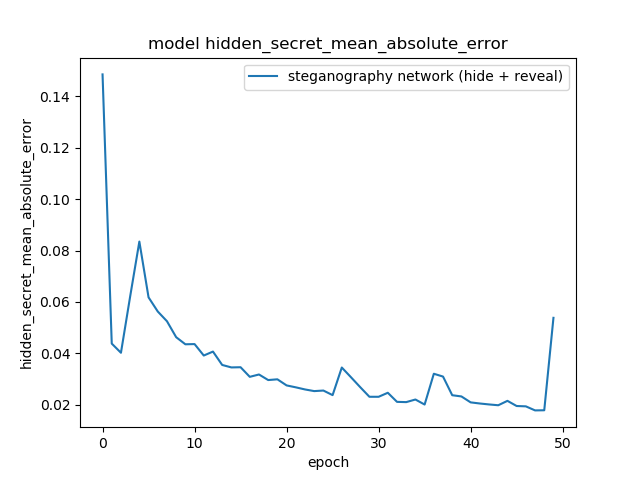 model hidden_secret_mean_absolute_error
steganography network (hide + reveal)
hidden_secret_mean_absolute_error
0.14
0.12
0.10
0.08
0.06
0.04
0.02
0 10 20 30 40 50
epoch